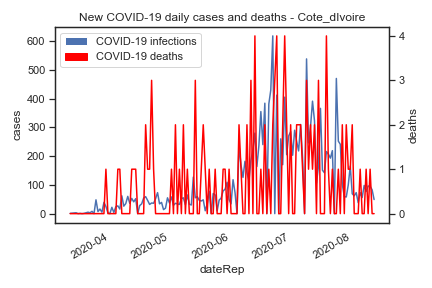 New COVID-19 daily cases and deaths - Cote_dIvoire
COVID-19 infections
COVID-19 deaths
600
500
400
300
200
100
0
cases
4
3
2
1
0
deaths
2020-04
2020-05
2020-06
2020-07
2020-08
dateRep